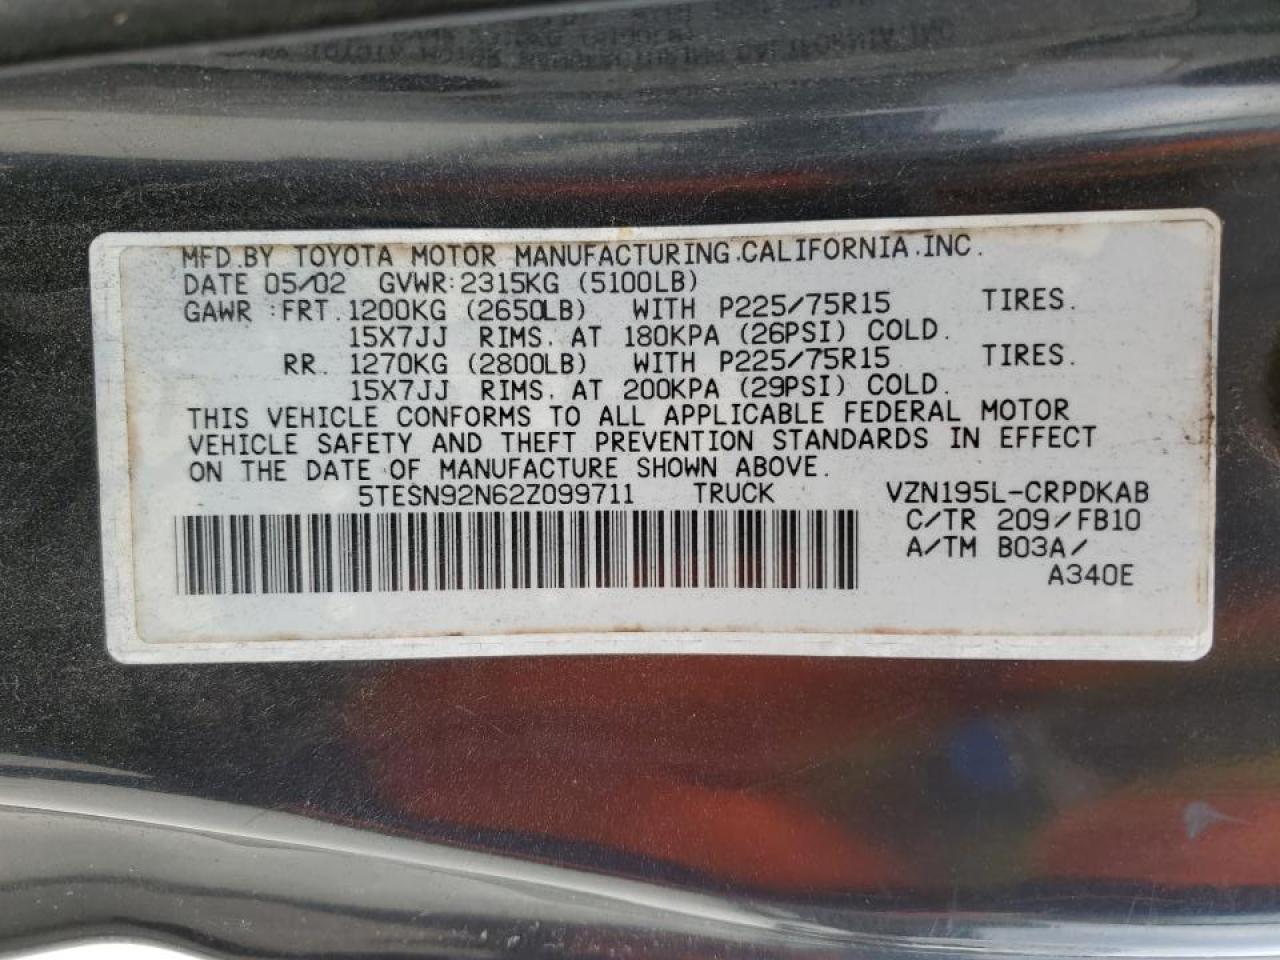 MFD.BY TOYOTA MOTOR MANUFACTURING.CALIFORNIA.INC.
DATE 05/02 GVWR:2315KG (5100LB)
GAWR :FRT.1200KG (2650LB) WITH P225/75R15 TIRES.
15X7JJ RIMS. AT 180KPA (26PSI) COLD.
RR. 1270KG (2800LB) WITH P225/75R15 TIRES.
15X7JJ RIMS. AT 200KPA (29PSI) COLD.
THIS VEHICLE CONFORMS TO ALL APPLICABLE FEDERAL MOTOR
VEHICLE SAFETY AND THEFT PREVENTION STANDARDS IN EFFECT
ON THE DATE OF MANUFACTURE SHOWN ABOVE.
5TESN92N62Z099711 TRUCK VZN195L-CRPDKAB
C/TR 209/FB10
A/TM B03A/
A340E